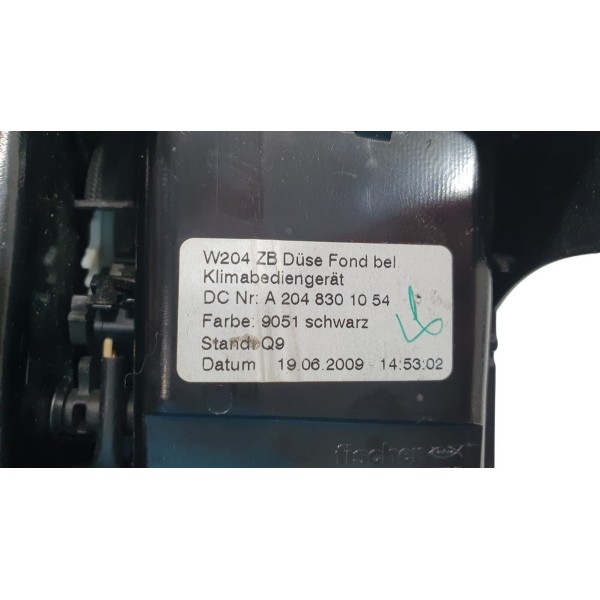 W204 ZB Düse Fond bel
Klimabediengerät
DC Nr: A 204 830 10 54
Farbe: 9051 schwarz
Stand: Q9
Datum 19.06.2009 - 14:53:02
fischer